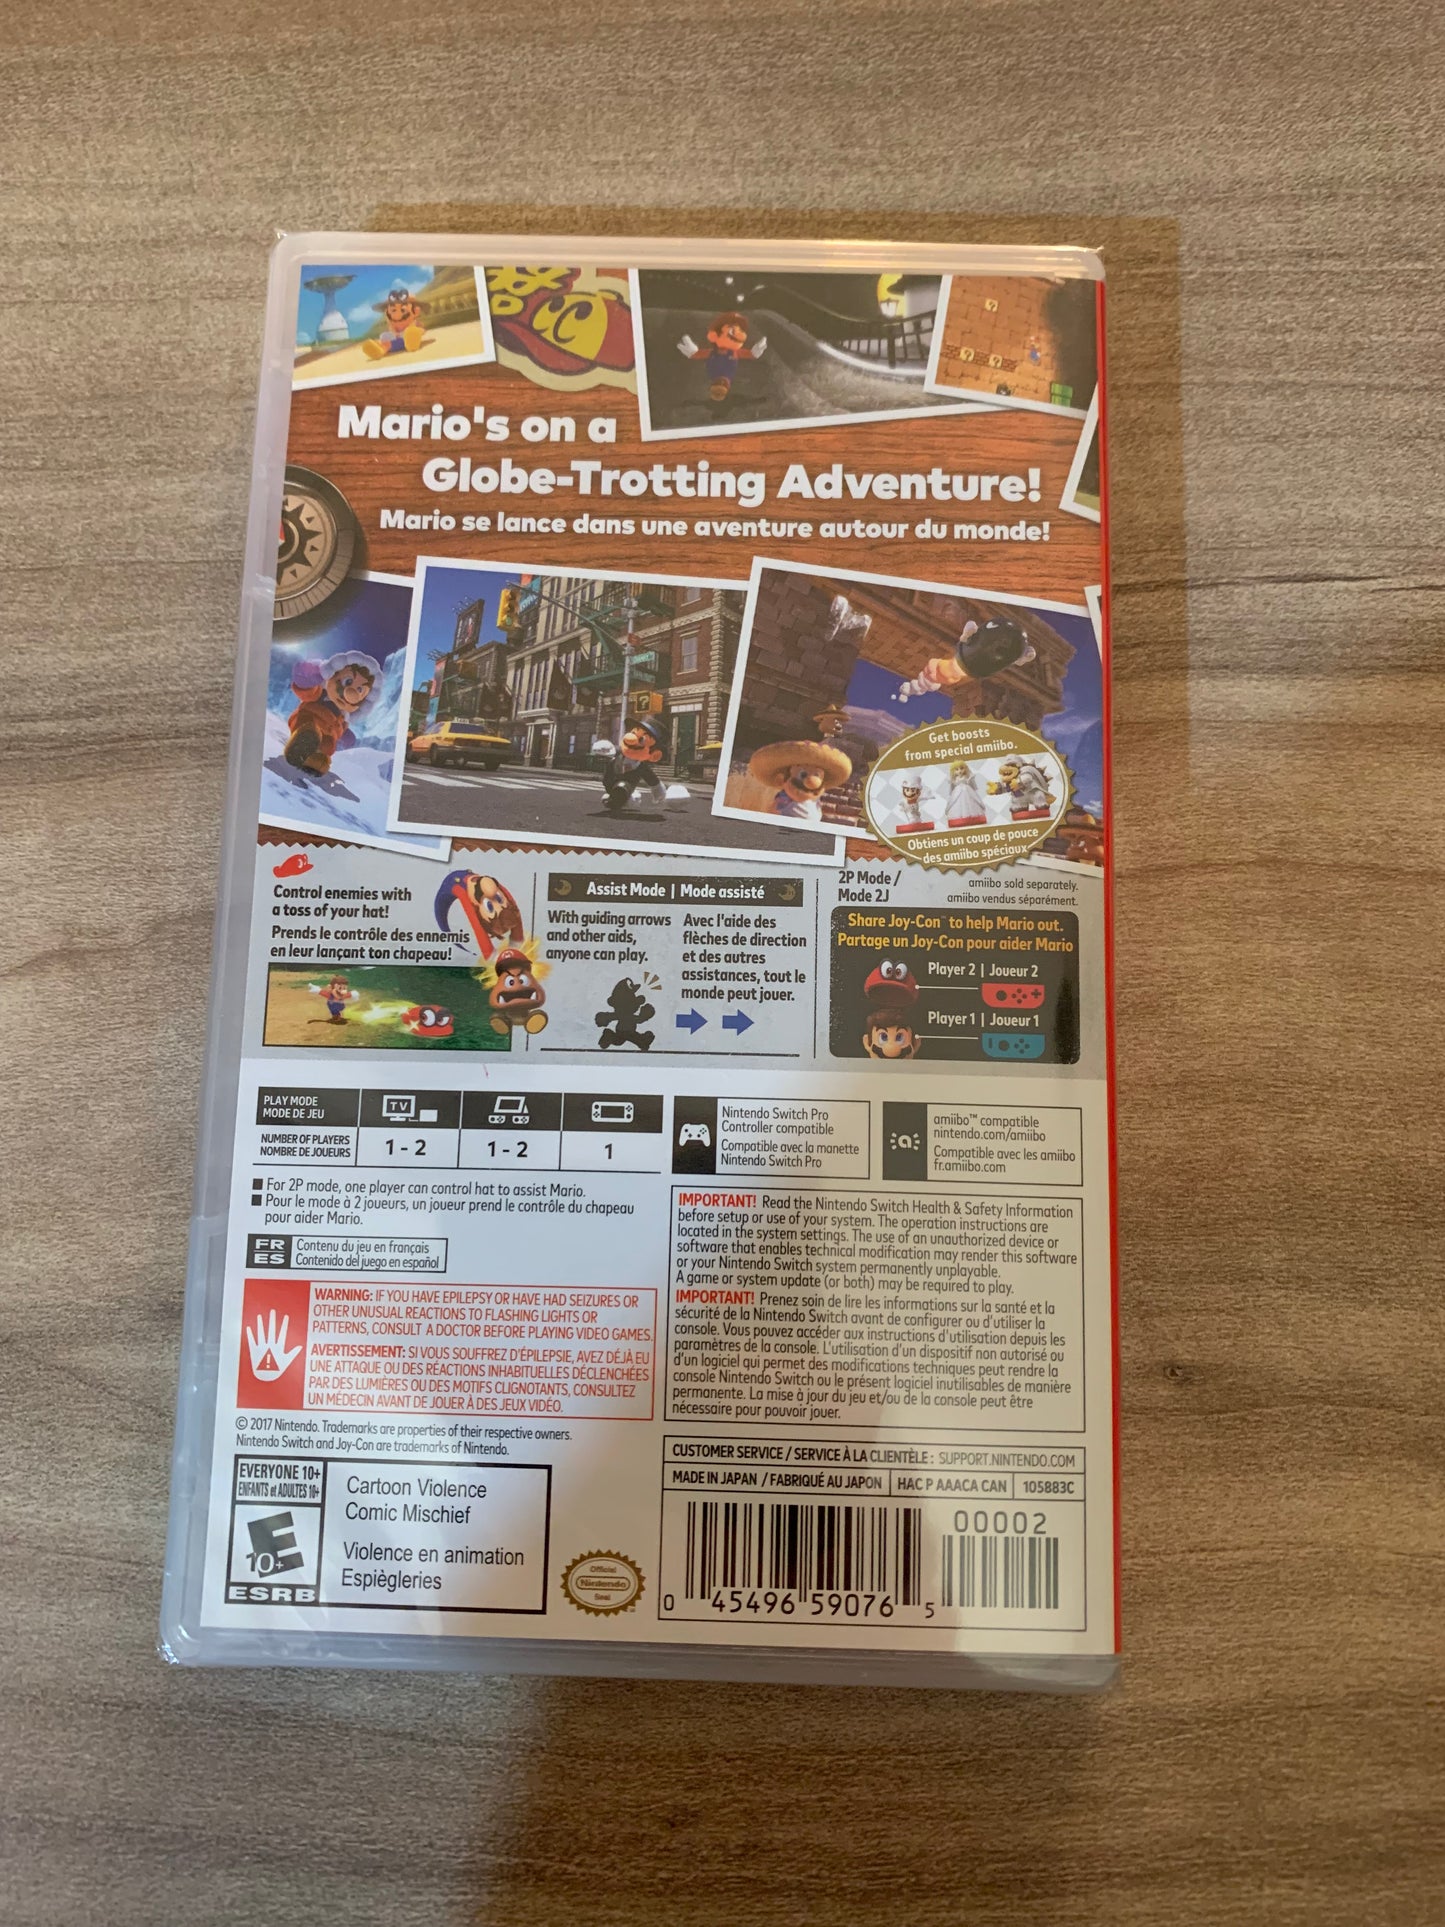 Mario's on a
Globe-Trotting Adventure!
Mario se lance dans une aventure autour du monde!
Get boosts
from special amiibo.
Obtiens un coup de pouce
des amiibo spéciaux.
amiibo sold separately.
amiibo vendus séparément.
Control enemies with
a toss of your hat!
Prends le contrôle des ennemis
en leur lançant ton chapeau!
Assist Mode | Mode assisté
With guiding arrows
and other aids,
anyone can play.
Avec l'aide des
flèches de direction
et des autres
assistances, tout le
monde peut jouer.
2P Mode /
Mode 2J
Share Joy-Con™ to help Mario out.
Partage un Joy-Con pour aider Mario
Player 2 | Joueur 2
Player 1 | Joueur 1
PLAY MODE
MODE DE JEU
TV
NUMBER OF PLAYERS
NOMBRE DE JOUEURS
1 - 2
1 - 2
1
Nintendo Switch Pro
Controller compatible
Compatible avec la manette
Nintendo Switch Pro
amiibo™ compatible
nintendo.com/amiibo
Compatible avec les amiibo
fr.amiibo.com
■ For 2P mode, one player can control hat to assist Mario.
■ Pour le mode à 2 joueurs, un joueur prend le contrôle du chapeau
pour aider Mario.
FR
ES
Contenu du jeu en français
Contenido del juego en español
WARNING: IF YOU HAVE EPILEPSY OR HAVE HAD SEIZURES OR
OTHER UNUSUAL REACTIONS TO FLASHING LIGHTS OR
PATTERNS, CONSULT A DOCTOR BEFORE PLAYING VIDEO GAMES.
AVERTISSEMENT: SI VOUS SOUFFREZ D'ÉPILEPSIE, AVEZ DÉJÀ EU
UNE ATTAQUE OU DES RÉACTIONS INHABITUELLES DÉCLENCHÉES
PAR DES LUMIÈRES OU DES MOTIFS CLIGNOTANTS, CONSULTEZ
UN MÉDECIN AVANT DE JOUER À DES JEUX VIDÉO.
IMPORTANT! Read the Nintendo Switch Health & Safety Information
before setup or use of your system. The operation instructions are
located in the system settings. The use of an unauthorized device or
software that enables technical modification may render this software
or your Nintendo Switch system permanently unplayable.
A game or system update (or both) may be required to play.
IMPORTANT! Prenez soin de lire les informations sur la santé et la
sécurité de la Nintendo Switch avant de configurer ou d'utiliser la
console. Vous pouvez accéder aux instructions d'utilisation depuis les
paramètres de la console. L'utilisation d'un dispositif non autorisé ou
d'un logiciel qui permet des modifications techniques peut rendre la
console Nintendo Switch ou le présent logiciel inutilisables de manière
permanente. La mise à jour du jeu et/ou de la console peut être
nécessaire pour pouvoir jouer.
© 2017 Nintendo. Trademarks are properties of their respective owners.
Nintendo Switch and Joy-Con are trademarks of Nintendo.
CUSTOMER SERVICE / SERVICE À LA CLIENTÈLE : SUPPORT.NINTENDO.COM
MADE IN JAPAN / FABRIQUÉ AU JAPON
HAC P AAACA CAN
105883C
EVERYONE 10+
ENFANTS et ADULTES 10+
E
10+
ESRB
Cartoon Violence
Comic Mischief
Violence en animation
Espiègleries
Official
Nintendo
Seal
00002
0 45496 59076 5